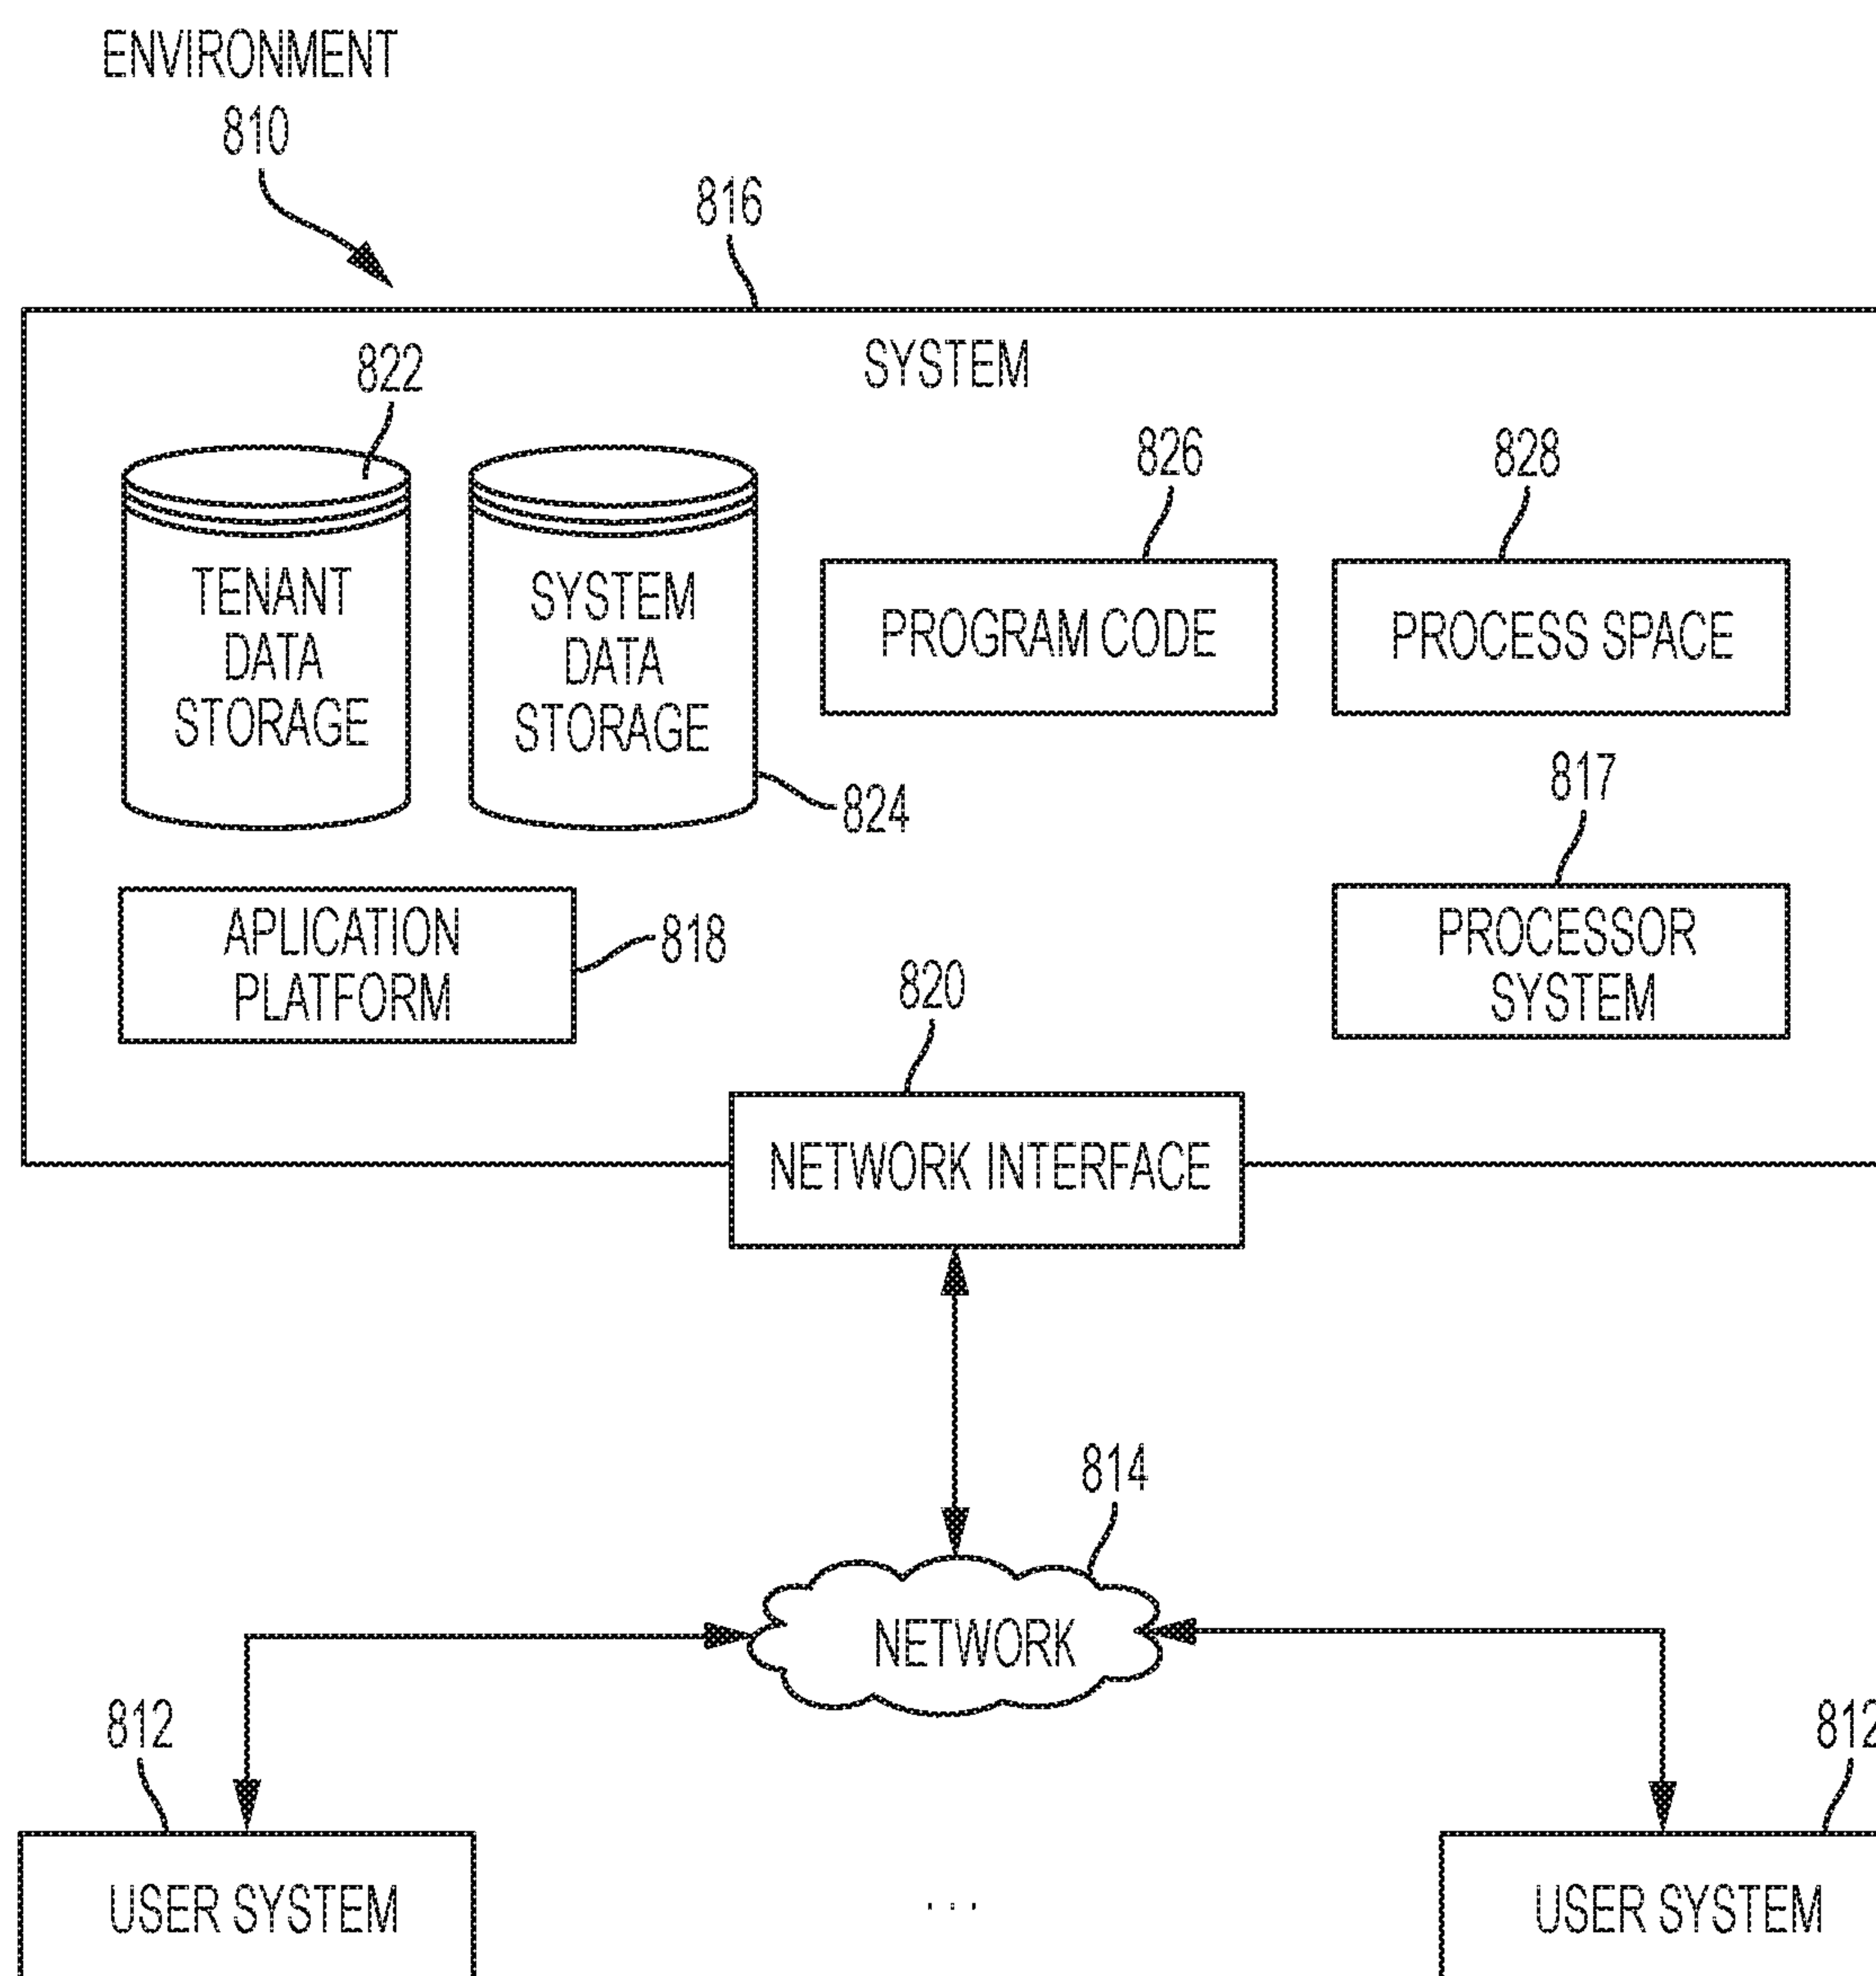 ENVIRONMENT
810
816
SYSTEM
822
826
828
TENANT
DATA
STORAGE
SYSTEM
DATA
STORAGE
PROGRAM CODE
PROCESS SPACE
824
817
APLICATION
PLATFORM
818
PROCESSOR
SYSTEM
820
NETWORK INTERFACE
814
NETWORK
812
812
USER SYSTEM
...
USER SYSTEM